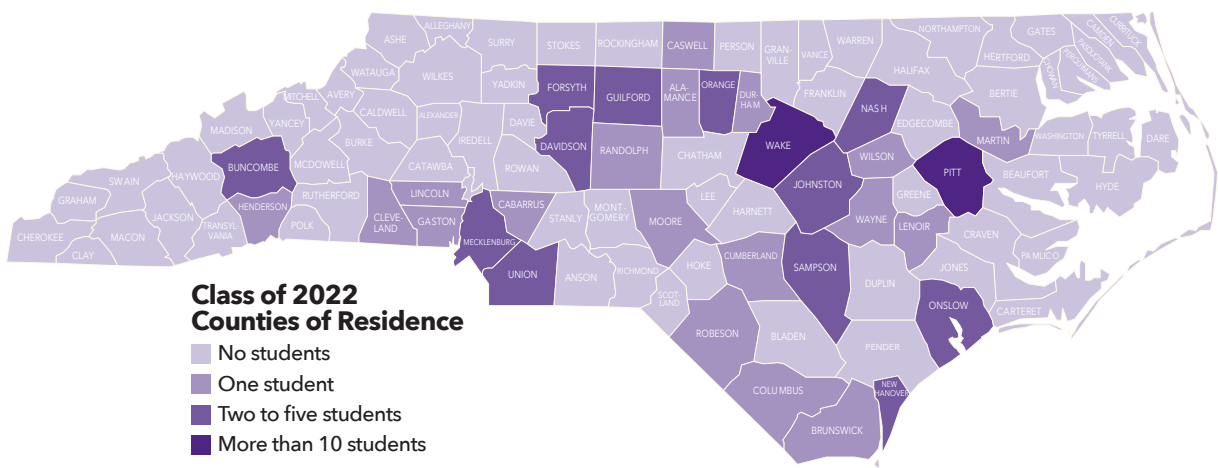 ALLEGHANY
ASHE
SURRY
STOKES
ROCKINGHAM
CASWELL
PERSON
GRAN-
VILLE
VANCE
WARREN
NORTHAMPTON
GATES
CAMDEN
CURRITUCK
PASQUOTANK
PERQUIMANS
CHOWAN
HERTFORD
HALIFAX
BERTIE
WATAUGA
WILKES
YADKIN
FORSYTH
GUILFORD
ALA-
MANCE
ORANGE
DUR-
HAM
FRANKLIN
NASH
EDGECOMBE
MARTIN
WASHINGTON
TYRRELL
DARE
MITCHELL
AVERY
CALDWELL
ALEXANDER
IREDELL
DAVIE
DAVIDSON
RANDOLPH
CHATHAM
WAKE
WILSON
PITT
BEAUFORT
HYDE
MADISON
YANCEY
BURKE
CATAWBA
ROWAN
BUNCOMBE
MCDOWELL
HAYWOOD
SWAIN
GRAHAM
JACKSON
CHEROKEE
MACON
CLAY
TRANSYL-
VANIA
HENDERSON
POLK
RUTHERFORD
CLEVE-
LAND
LINCOLN
GASTON
MECKLENBURG
CABARRUS
STANLY
MONT-
GOMERY
MOORE
LEE
HARNETT
JOHNSTON
WAYNE
GREENE
LENOIR
CRAVEN
PAMLICO
UNION
ANSON
RICHMOND
SCOT-
LAND
HOKE
CUMBERLAND
SAMPSON
DUPLIN
JONES
CARTERET
ONSLOW
ROBESON
BLADEN
PENDER
COLUMBUS
NEW
HANOVER
BRUNSWICK
Class of 2022
Counties of Residence
No students
One student
Two to five students
More than 10 students